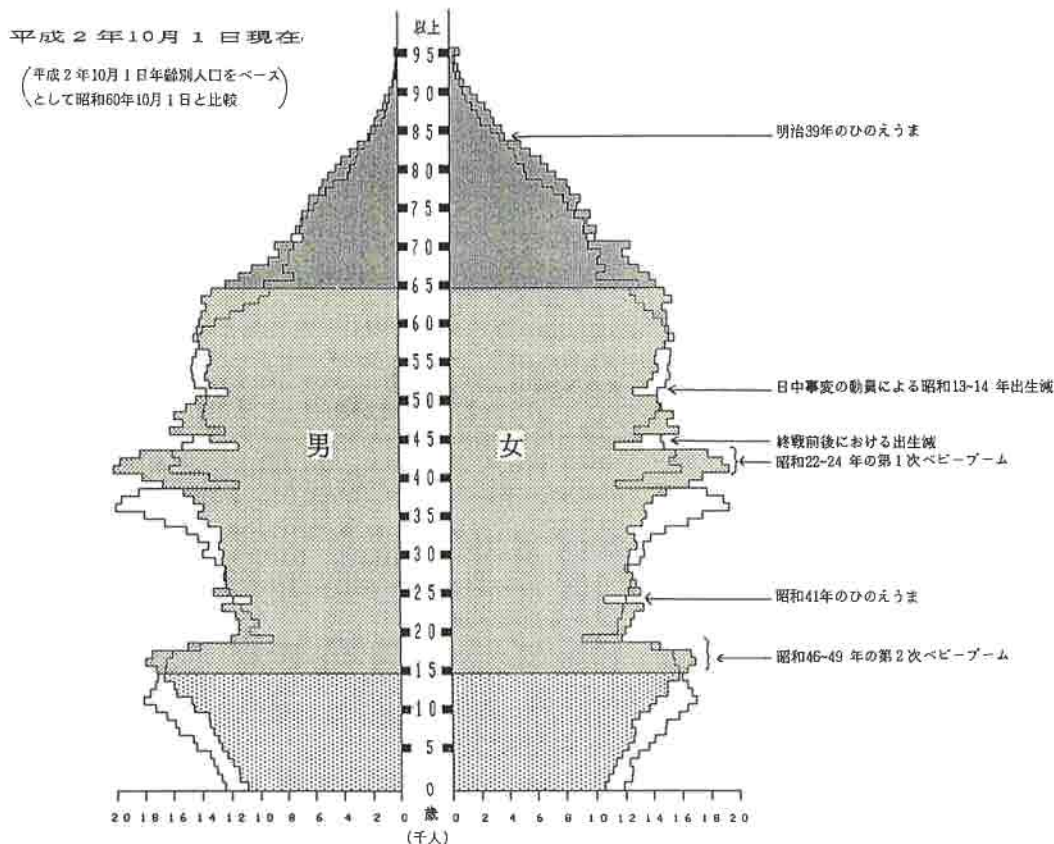 平成2年10月1日現在
(平成2年10月1日年齢別人口をベース
として昭和60年10月1日と比較)
以上
95
90
85
80
75
70
65
60
55
50
45
40
35
30
25
20
15
10
5
0
歳
(千人)
男
女
明治39年のひのえうま
日中事変の動員による昭和13~14年出生減
終戦前後における出生減
昭和22~24年の第1次ベビーブーム
昭和41年のひのえうま
昭和46~49年の第2次ベビーブーム
20 18 16 14 12 10 8 6 4 2 0
0 2 4 6 8 10 12 14 16 18 20